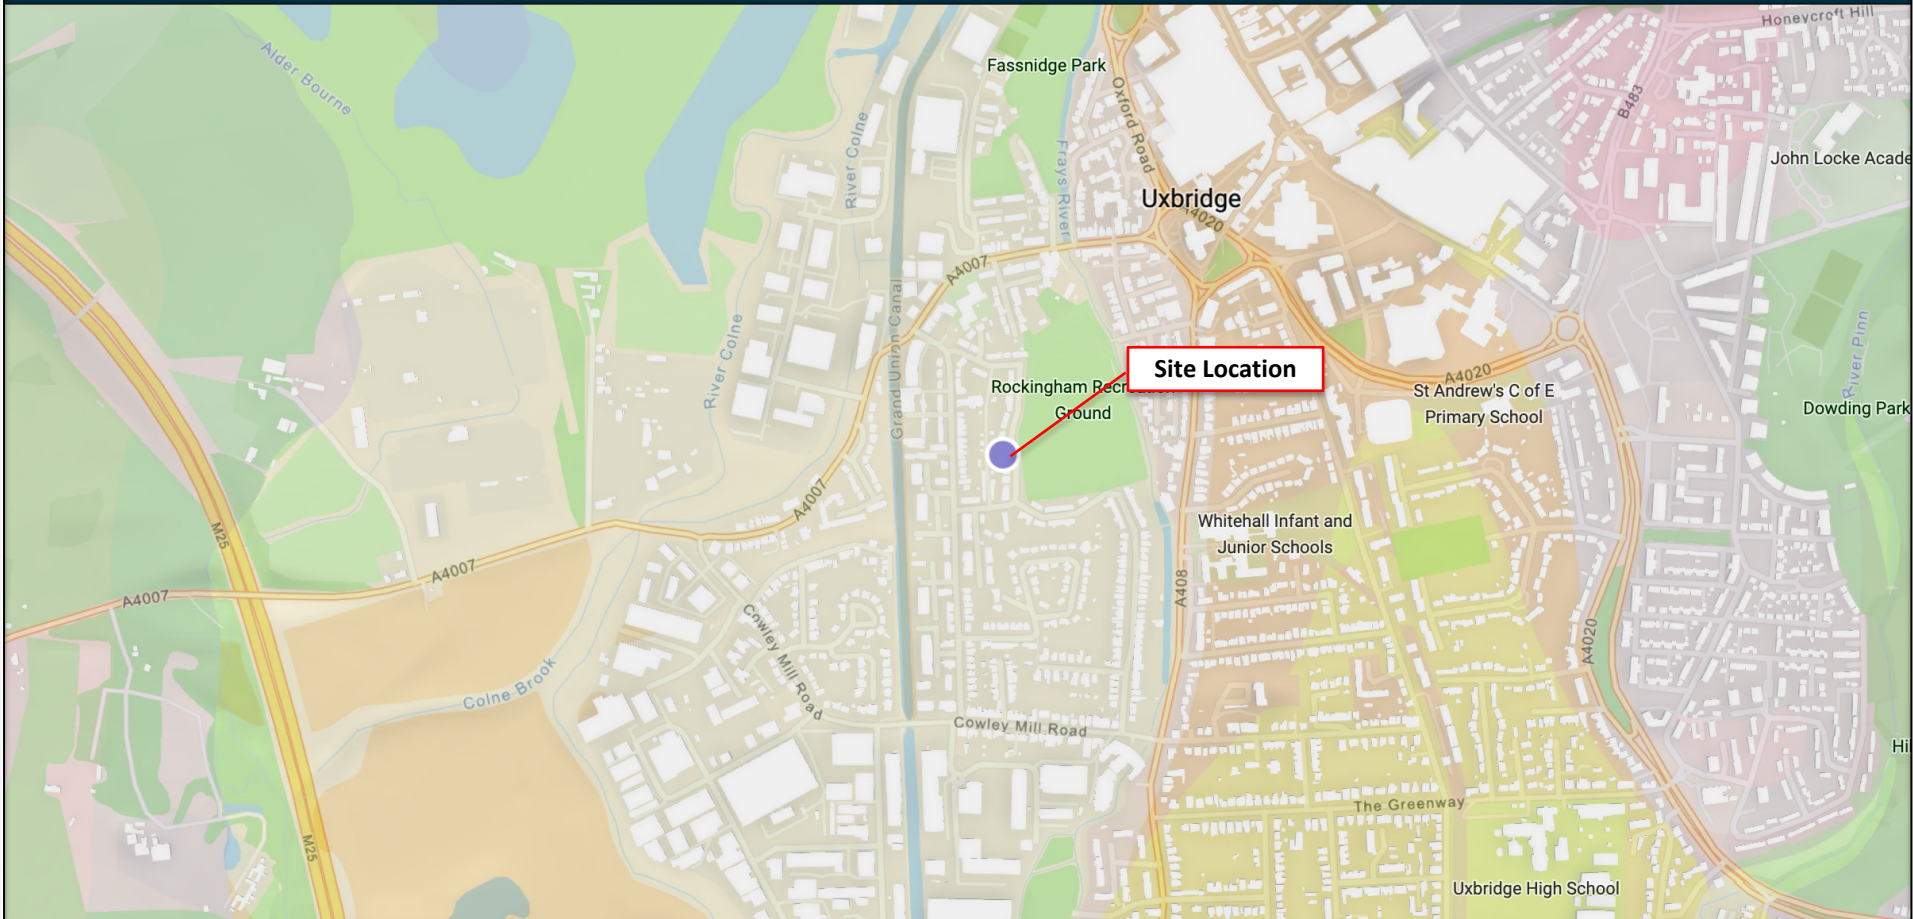 Honeycroft Hill
Alder Bourne
Fassnidge Park
Oxford Road
B483
River Colne
Frays River
John Locke Acade
Uxbridge
A4020
A4007
Grand Union Canal
River Colne
River Pinn
Site Location
Rockingham Recreation
Ground
A4020
St Andrew's C of E
Primary School
Dowding Park
A4007
M25
Whitehall Infant and
Junior Schools
A4007
A408
A4007
Cowley Mill Road
A4020
Colne Brook
Cowley Mill Road
Hi
The Greenway
M25
Uxbridge High School